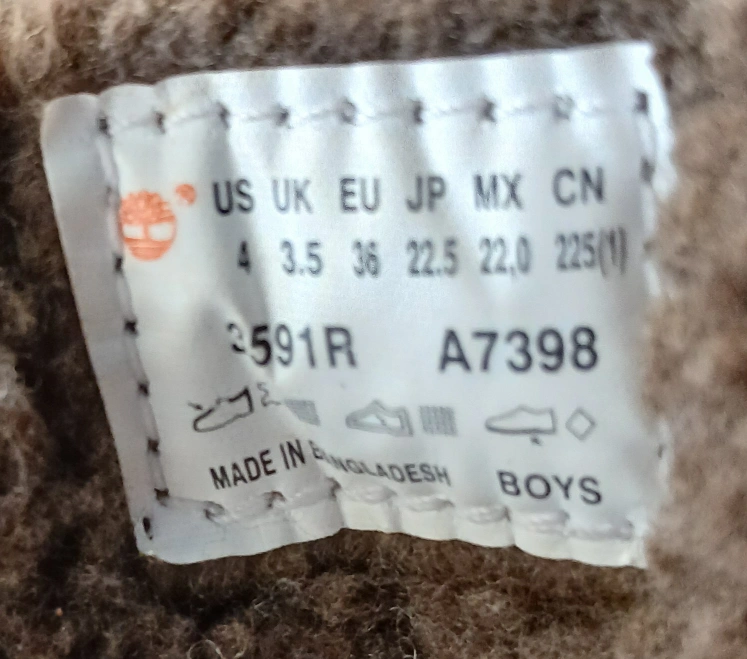 US UK EU JP MX CN
4 3.5 36 22.5 22,0 225(1)
3591R A7398
MADE IN BANGLADESH BOYS